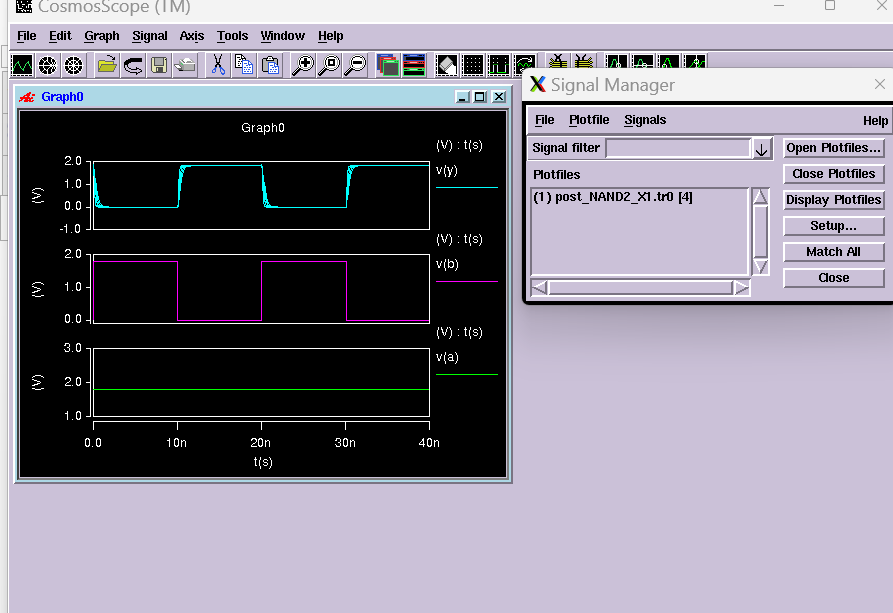 CosmosScope (TM)
File Edit Graph Signal Axis Tools Window Help
Graph0
Graph0
(V) : t(s)
v(y)
2.0
1.0
0.0
-1.0
(V)
(V) : t(s)
v(b)
2.0
1.0
0.0
(V)
(V) : t(s)
v(a)
3.0
2.0
1.0
(V)
0.0 10n 20n 30n 40n
t(s)
Signal Manager
File Plotfile Signals Help
Signal filter
Plotfiles
(1) post_NAND2_X1.tr0 [4]
Open Plotfiles...
Close Plotfiles
Display Plotfiles
Setup...
Match All
Close